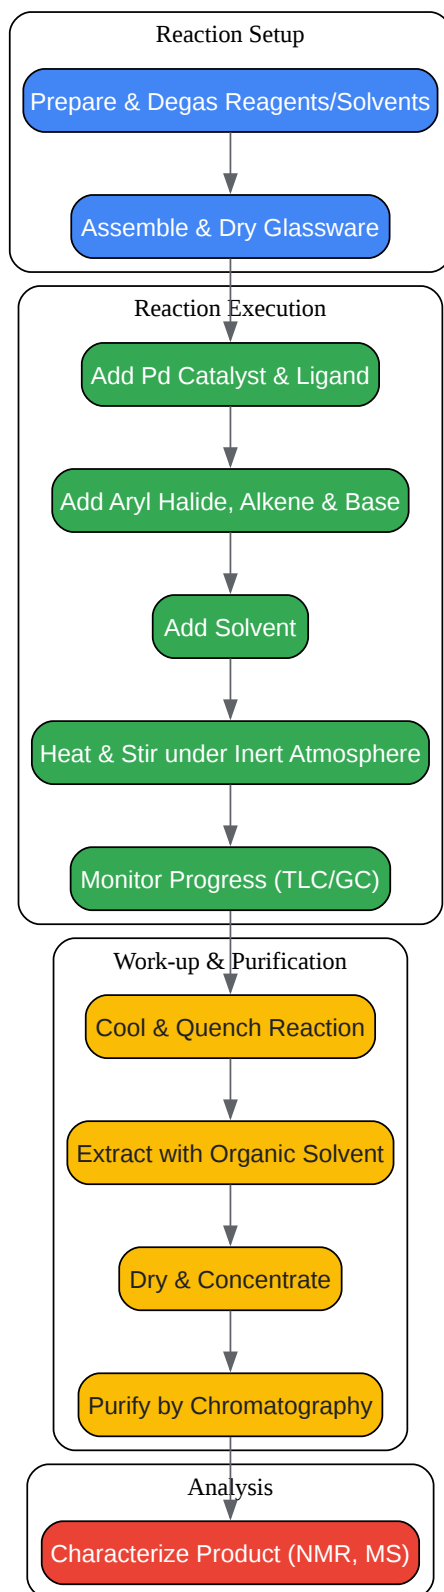 Reaction Setup
Prepare & Degas Reagents/Solvents
Assemble & Dry Glassware
Reaction Execution
Add Pd Catalyst & Ligand
Add Aryl Halide, Alkene & Base
Add Solvent
Heat & Stir under Inert Atmosphere
Monitor Progress (TLC/GC)
Work-up & Purification
Cool & Quench Reaction
Extract with Organic Solvent
Dry & Concentrate
Purify by Chromatography
Analysis
Characterize Product (NMR, MS)